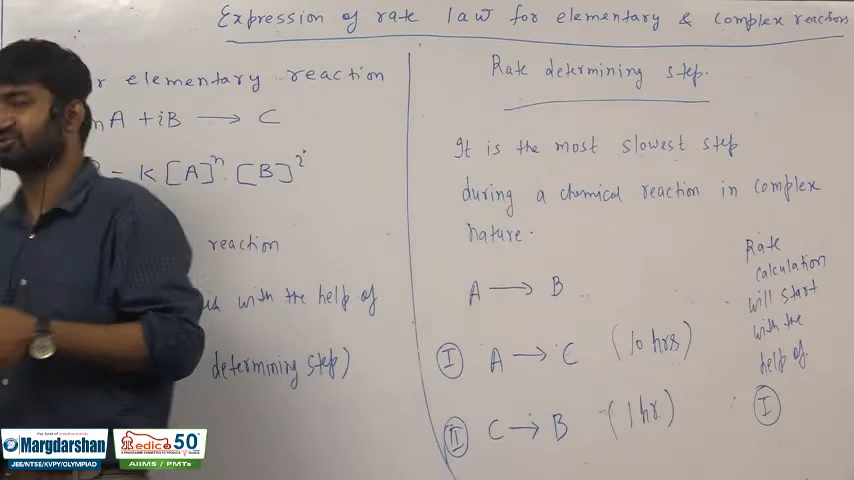 Expression of rate law for elementary & complex reactions
r elementary reaction
nA + iB → C
= K [A]ⁿ . [B]ⁱ
reaction
with the help of
determining step)
Rate determining step.
It is the most slowest step
during a chemical reaction in complex
nature.
A → B
I A → C (10 hrs)
II C → B (1 hr)
Rate
calculation
will start
with the
help of
I
Margdarshan
JEE/NTSE/KVPY/OLYMPIAD
Medico 50
AIIMS / PMTs